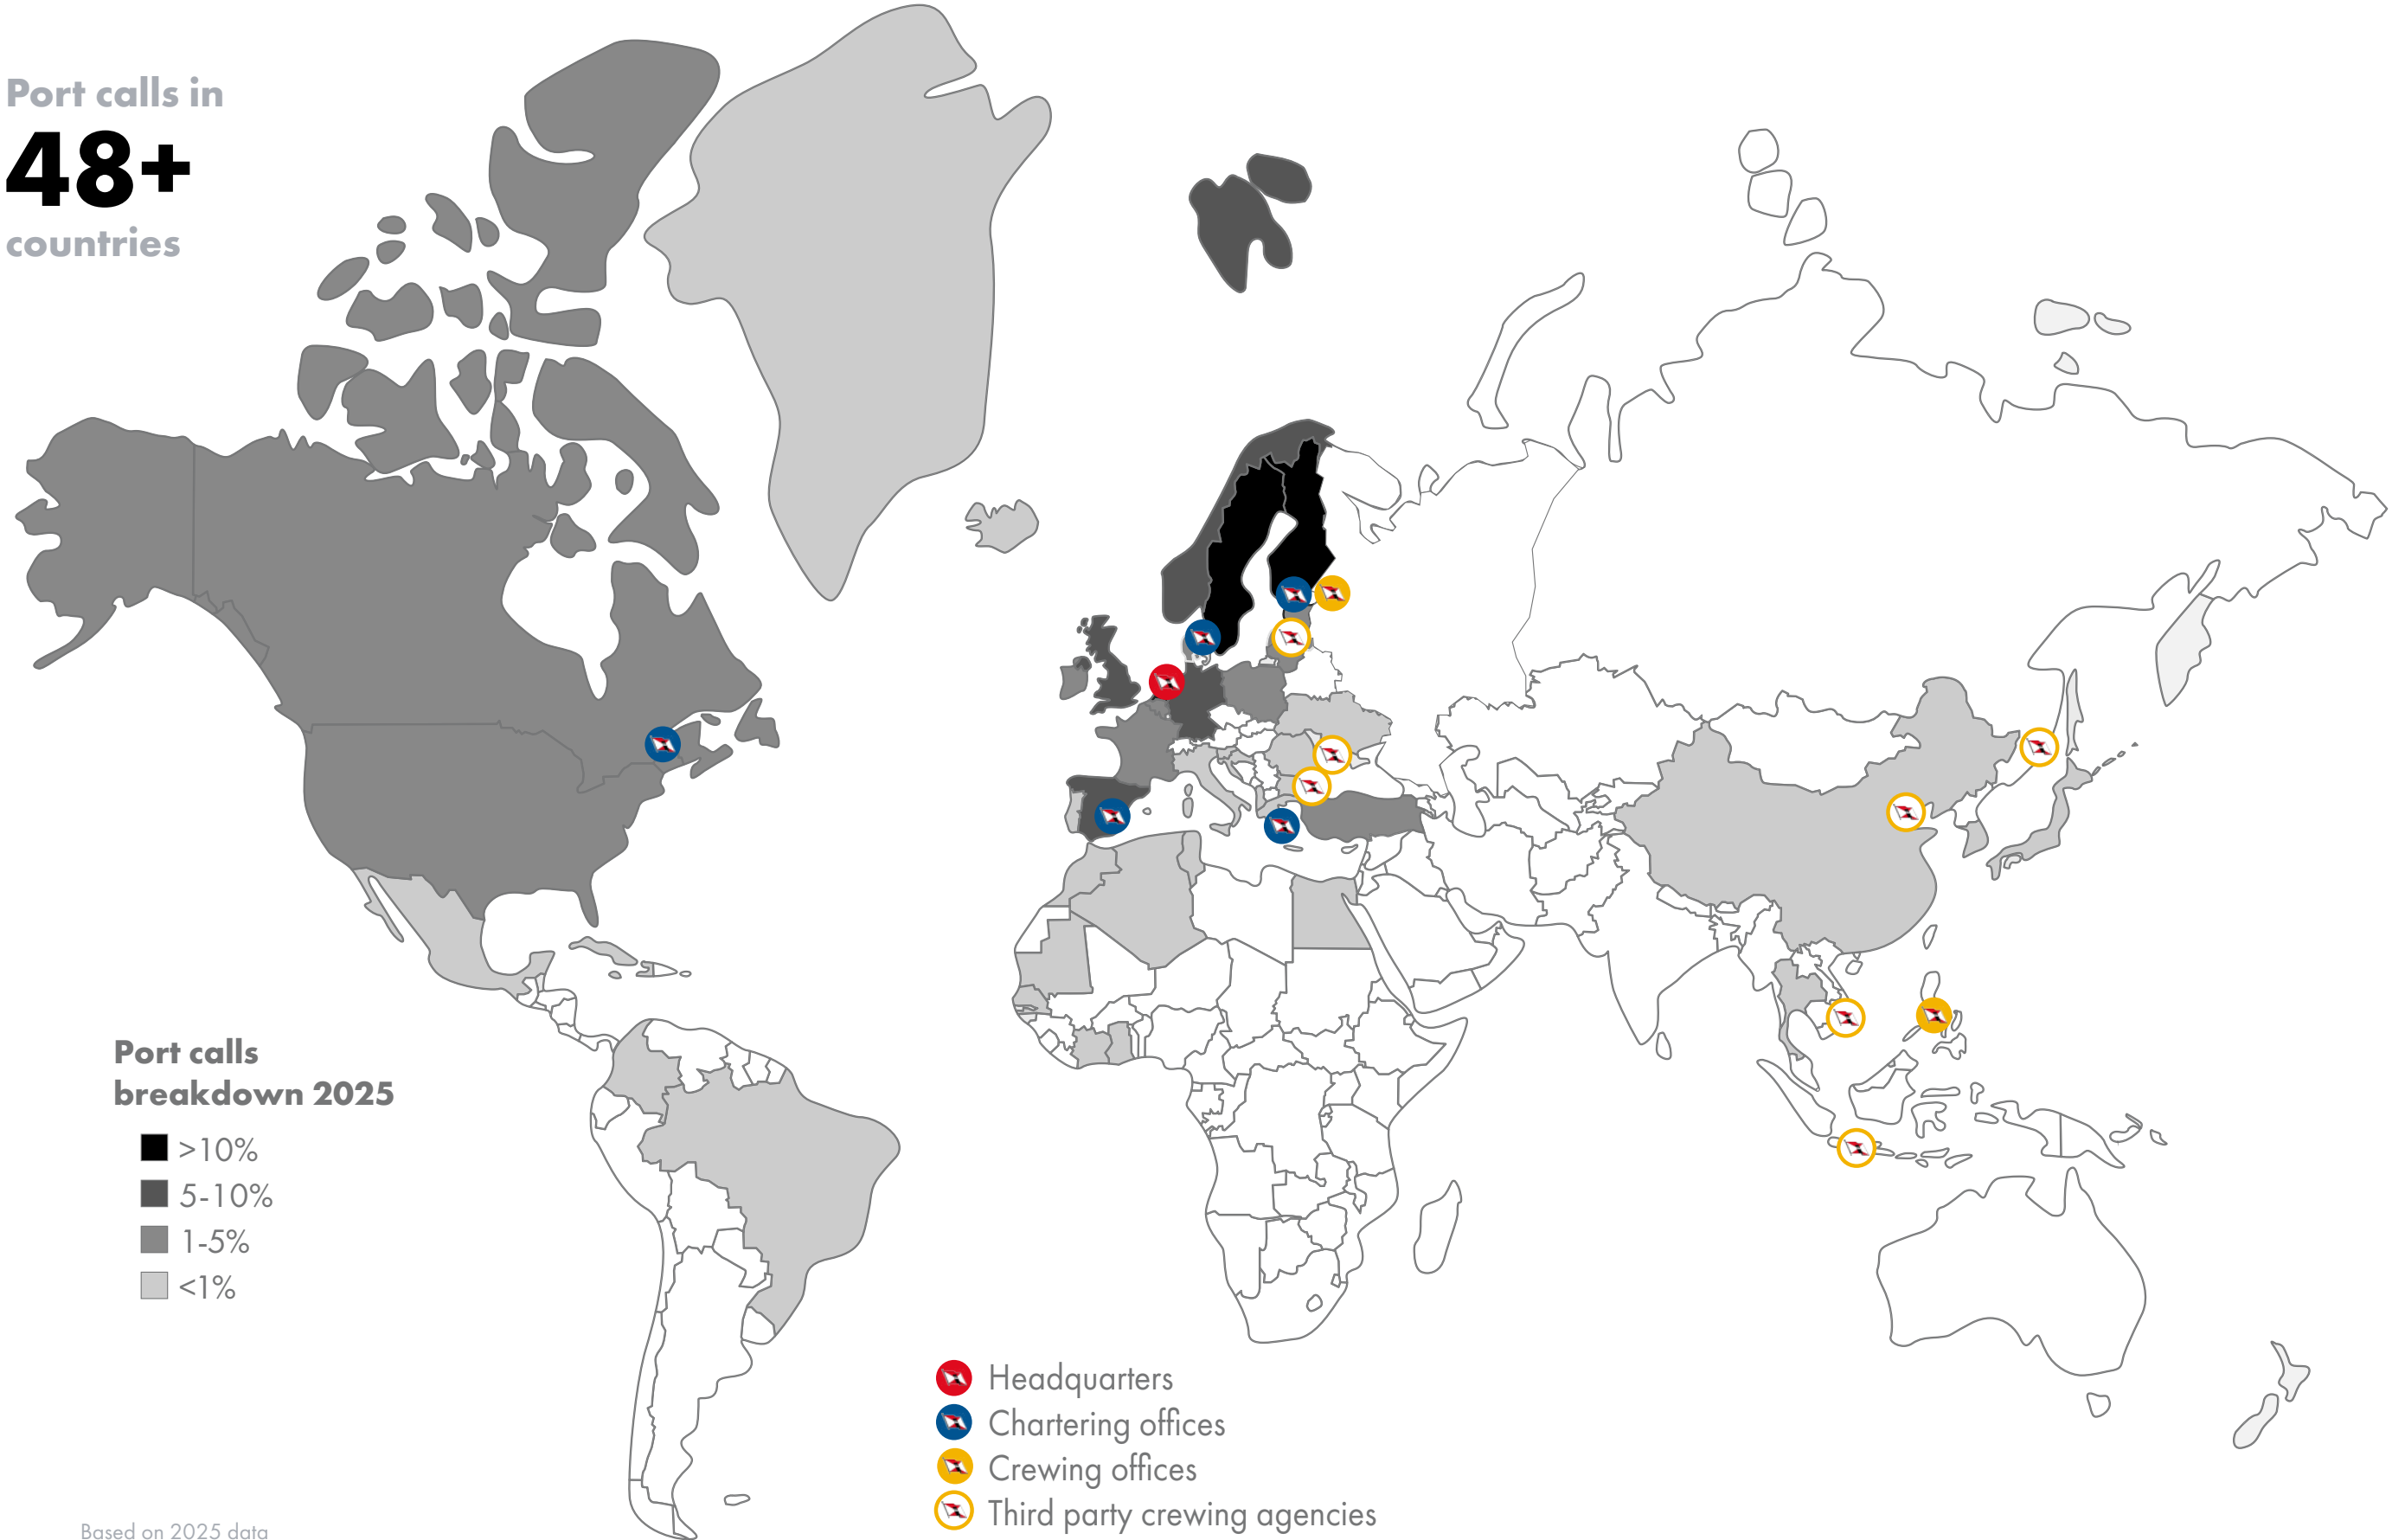 Port calls in
48+
countries
Port calls
breakdown 2025
>10%
5-10%
1-5%
<1%
Headquarters
Chartering offices
Crewing offices
Third party crewing agencies
Based on 2025 data